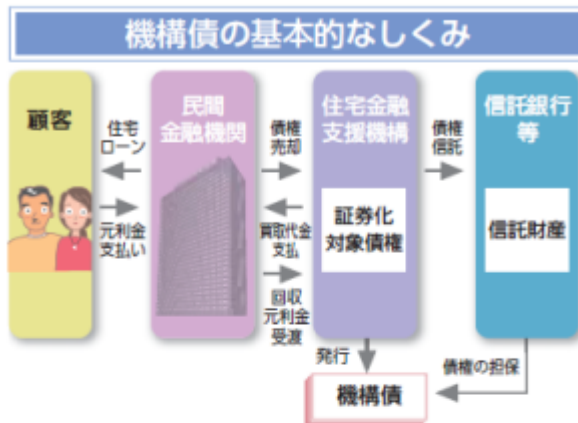 機構債の基本的なしくみ
顧客
住宅
ローン
元利金
支払い
民間
金融機関
債権
売却
買取代金
支払
回収
元利金
受渡
住宅金融
支援機構
証券化
対象債権
債権
信託
信託銀行
等
信託財産
発行
債権の担保
機構債